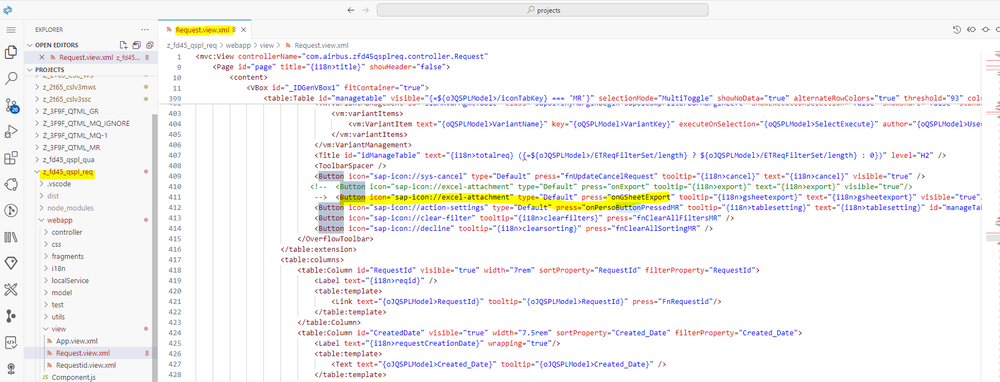 projects
EXPLORER
···
OPEN EDITORS
Request.view.xml z_fd45... 8
PROJECTS
z_2t65_cslv3mws
z_2t65_cslv3ssc
20
Z_3F9F_QTML_GR
Z_3F9F_QTML_MQ_IGNORE
Z_3F9F_QTML_MQ-1
Z_3F9F_QTML_MR
z_fd45_qspl_qua
z_fd45_qspl_req
.vscode
dist
node_modules
webapp
controller
css
fragments
i18n
localService
model
test
utils
view
App.view.xml
Request.view.xml 8
Requestid.view.xml
JS Component.js
Request.view.xml 8
z_fd45_qspl_req > webapp > view > Request.view.xml
1 <mvc:View controllerName="com.airbus.zfd45qsplreq.controller.Request"
9 <Page id="page" title="{i18n>title}" showHeader="false">
10 <content>
11 <VBox id="_IDGenVBox1" fitContainer="true">
399 <table:Table id="managetable" visible="{=${oJQSPLModel>/iconTabKey} === 'MR'}" selectionMode="MultiToggle" showNoData="true" alternateRowColors="true" threshold="93" colu
403 <vm:variantItems>
404 <vm:VariantItem text="{oQSPLModel>VariantName}" key="{oQSPLModel>VariantKey}" executeOnSelection="{oQSPLModel>SelectExecute}" author="{oQSPLModel>User
405 </vm:variantItems>
406 </vm:VariantManagement>
407 <Title id="idManageTable" text="{i18n>totalreq} ({=${oJQSPLModel>/ETReqFilterSet/length} ? ${oJQSPLModel>/ETReqFilterSet/length} : 0})" level="H2" />
408 <ToolbarSpacer />
409 <Button icon="sap-icon://sys-cancel" type="Default" press="fnUpdateCancelRequest" tooltip="{i18n>cancel}" text="{i18n>cancel}" visible="true" />
410 <!-- <Button icon="sap-icon://excel-attachment" type="Default" press="onExport" tooltip="{i18n>export}" text="{i18n>export}" visible="true"/>
411 --> <Button icon="sap-icon://excel-attachment" type="Default" press="onGSheetExport" tooltip="{i18n>gsheetexport}" text="{i18n>gsheetexport}" visible="true"/
412 <Button icon="sap-icon://action-settings" type="Default" press="onPersoButtonPressedMR" tooltip="{i18n>tablesetting}" text="{i18n>tablesetting}" id="manageTab
413 <Button icon="sap-icon://clear-filter" tooltip="{i18n>clearfilters}" press="fnClearAllFiltersMR" />
414 <Button icon="sap-icon://decline" tooltip="{i18n>clearsorting}" press="fnClearAllSortingMR" />
415 </OverflowToolbar>
416 </table:extension>
417 <table:columns>
418 <table:Column id="RequestId" visible="true" width="7rem" sortProperty="RequestId" filterProperty="RequestId">
419 <Label text="{i18n>reqid}" />
420 <table:template>
421 <Link text="{oJQSPLModel>RequestId}" tooltip="{oJQSPLModel>RequestId}" press="FnRequestid"/>
422 </table:template>
423 </table:Column>
424 <table:Column id="CreatedDate" visible="true" width="7.5rem" sortProperty="Created_Date" filterProperty="Created_Date">
425 <Label text="{i18n>requestCreationDate}" wrapping="true"/>
426 <table:template>
427 <Text text="{oJQSPLModel>Created_Date}" tooltip="{oJQSPLModel>Created_Date}" />
428 </table:template>